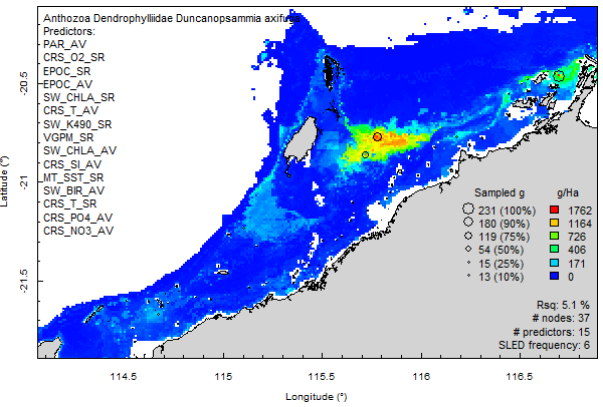 Anthozoa Dendrophylliidae Duncanopsammia axifuga
Predictors:
PAR_AV
CRS_O2_SR
EPOC_SR
EPOC_AV
SW_CHLA_SR
CRS_T_AV
SW_K490_SR
VGPM_SR
SW_CHLA_AV
CRS_SI_AV
MT_SST_SR
SW_BIR_AV
CRS_T_SR
CRS_PO4_AV
CRS_NO3_AV
Latitude (°)
-20.5
-21
-21.5
Sampled g g/Ha
231 (100%) 1762
180 (90%) 1164
119 (75%) 726
54 (50%) 406
15 (25%) 171
13 (10%) 0
Rsq: 5.1 %
# nodes: 37
# predictors: 15
SLED frequency: 6
114.5 115 115.5 116 116.5
Longitude (°)